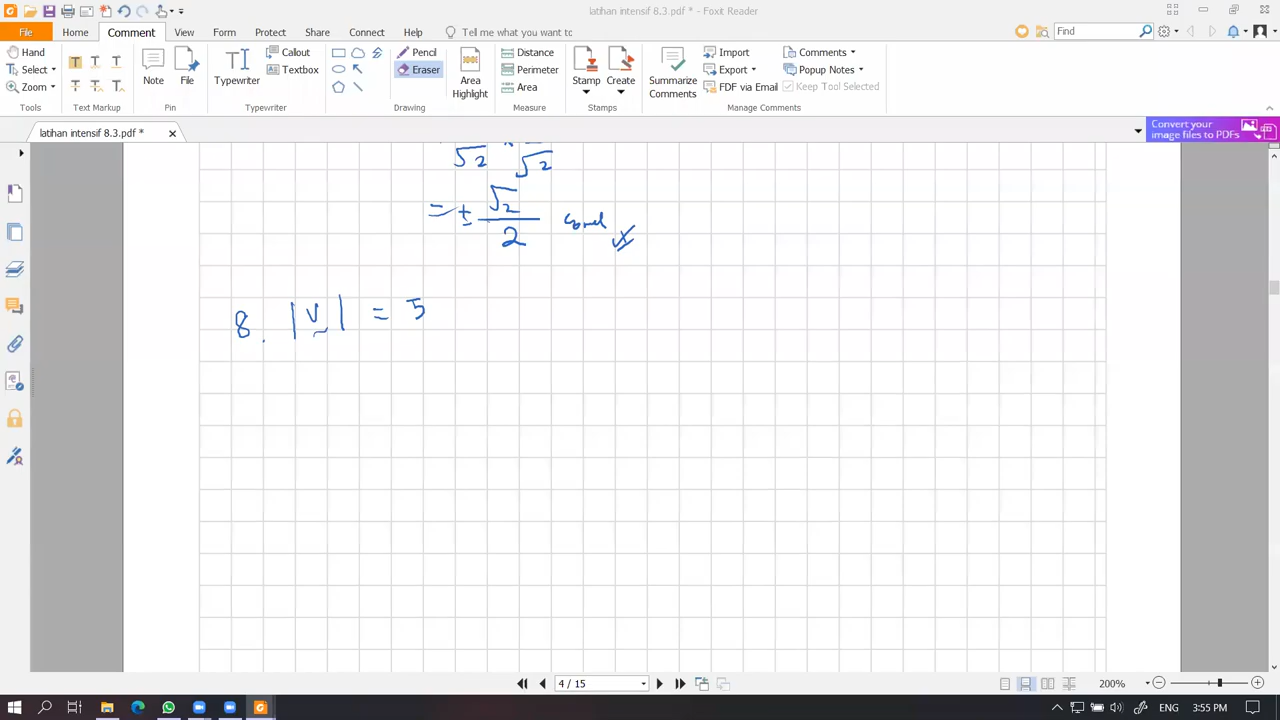 latihan intensif 8.3.pdf * - Foxit Reader
File Home Comment View Form Protect Share Connect Help Tell me what you want to Find
Hand Select Zoom Tools
Text Markup
Note File Pin
Typewriter Callout Textbox Typewriter
Pencil Eraser Drawing
Area Highlight Distance Perimeter Area Measure
Stamp Create Stamps
Summarize Comments Import Export FDF via Email Comments Popup Notes Keep Tool Selected Manage Comments
latihan intensif 8.3.pdf *
Convert your image files to PDFs
√2 × √2
= ± √2 / 2
8. |v| = 5
4 / 15 200%
ENG 3:55 PM